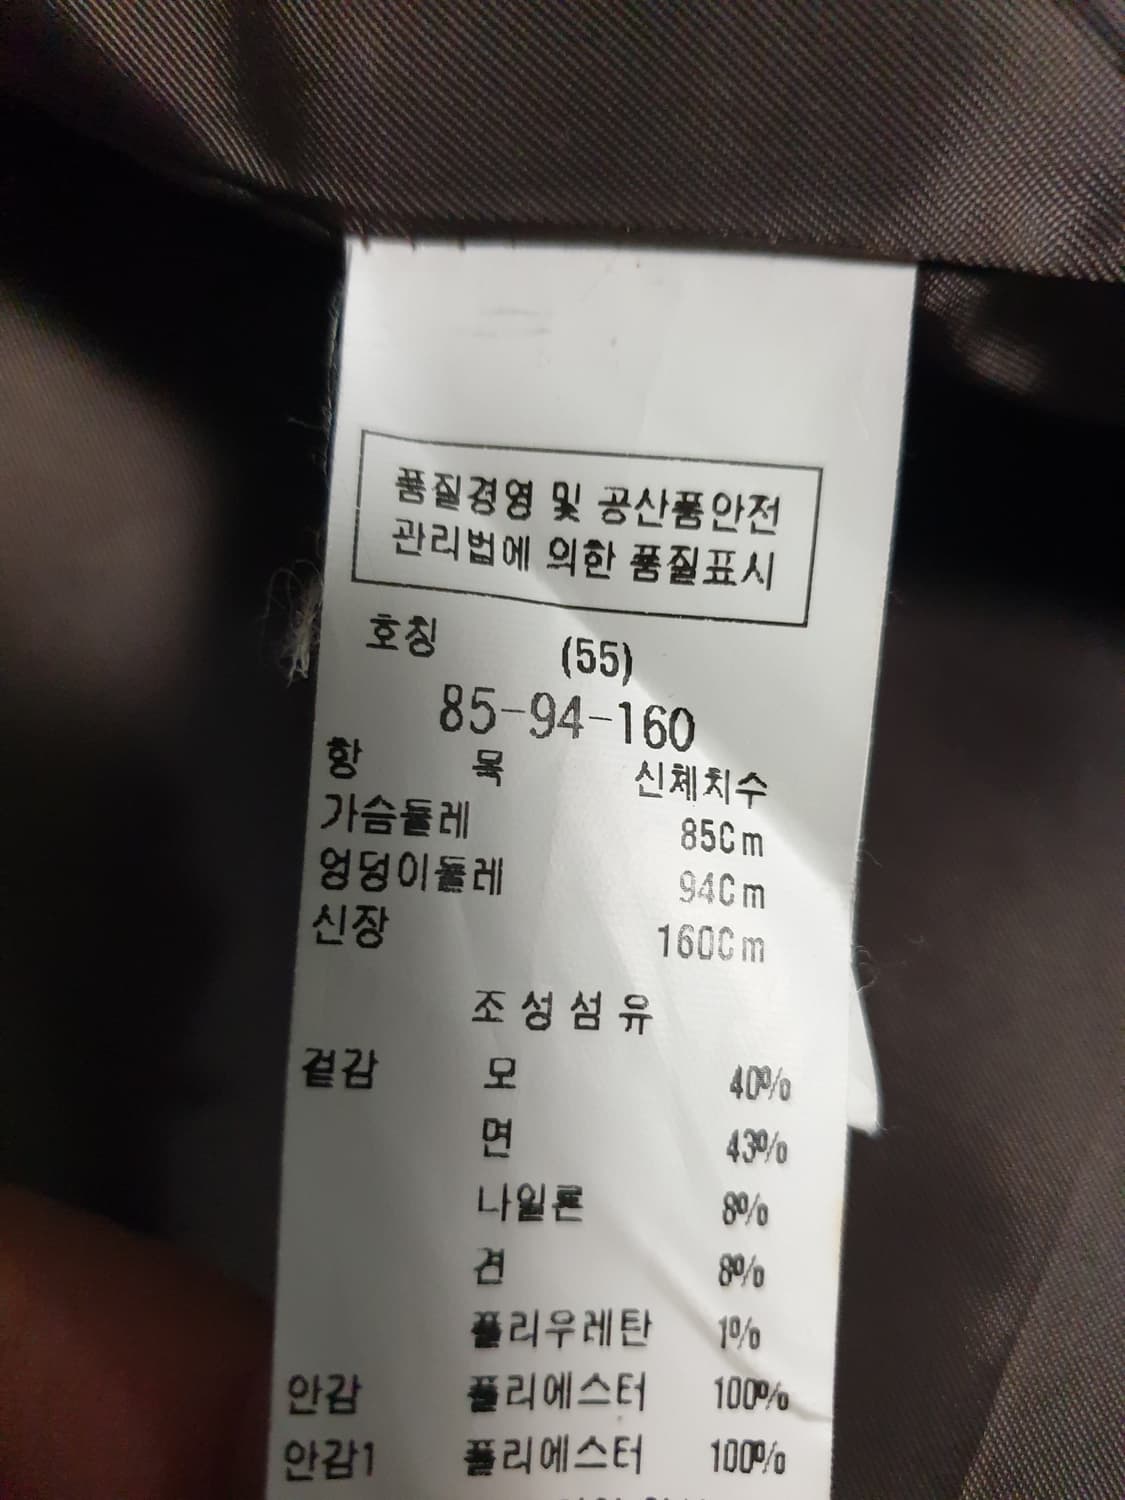 품질경영 및 공산품안전
관리법에 의한 품질표시
호칭 (55)
85-94-160
항 목 신체치수
가슴둘레 85Cm
엉덩이둘레 94Cm
신장 160Cm
조성섬유
겉감 모 40%
면 43%
나일론 8%
견 8%
폴리우레탄 1%
안감 폴리에스터 100%
안감1 폴리에스터 100%